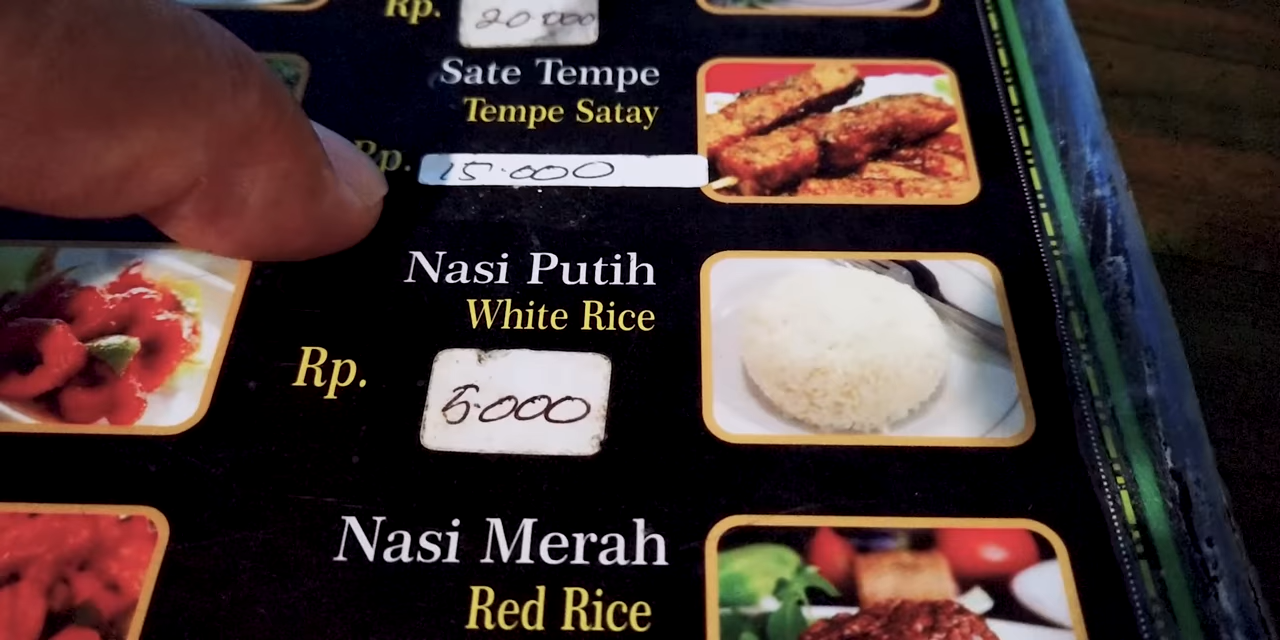 Rp. 20.000
Sate Tempe
Tempe Satay
Rp. 15.000
Nasi Putih
White Rice
Rp. 5.000
Nasi Merah
Red Rice